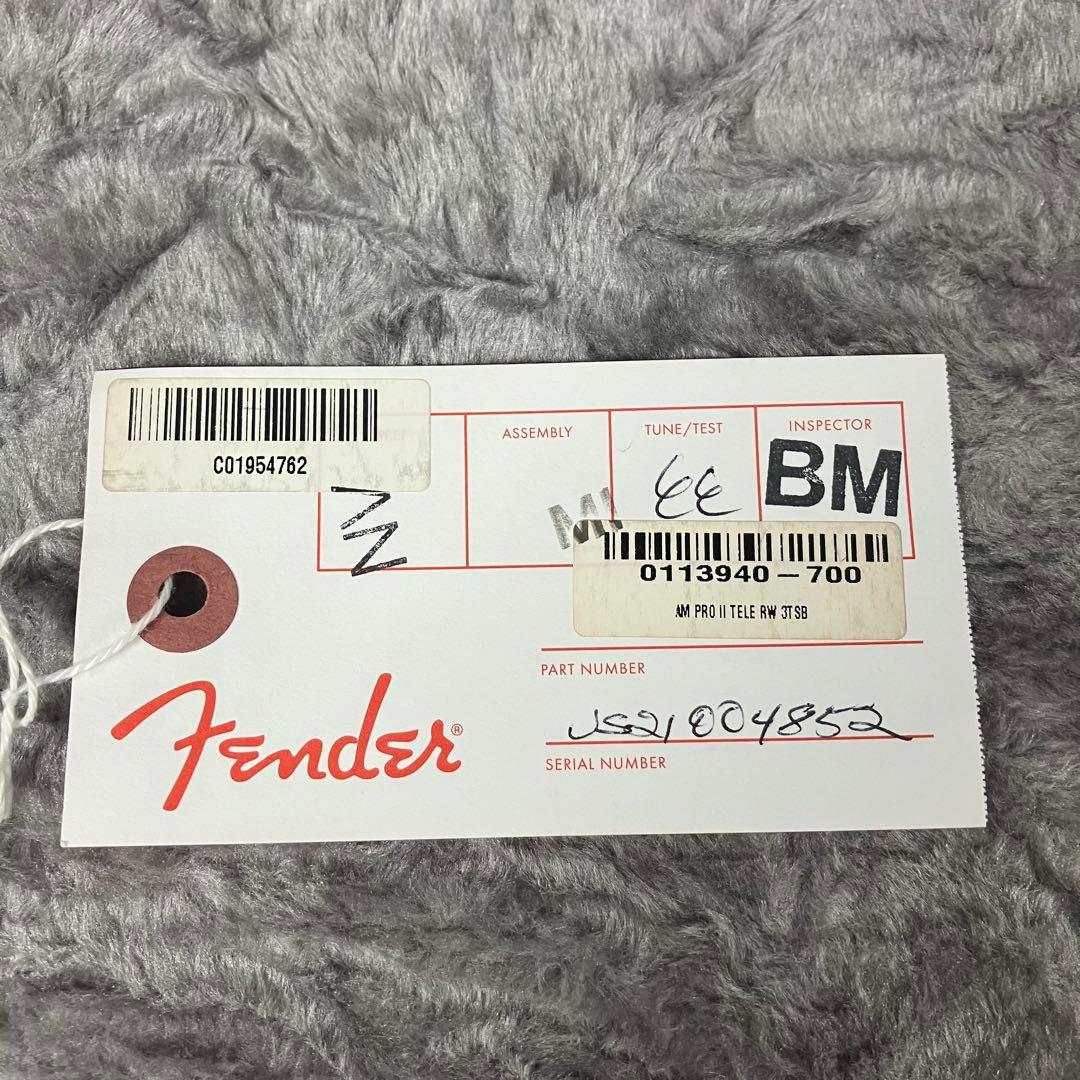 C01954762
ASSEMBLY
TUNE/TEST
INSPECTOR
BM
0113940-700
AM PRO II TELE RW 3TSB
PART NUMBER
US21004852
SERIAL NUMBER
Fender®